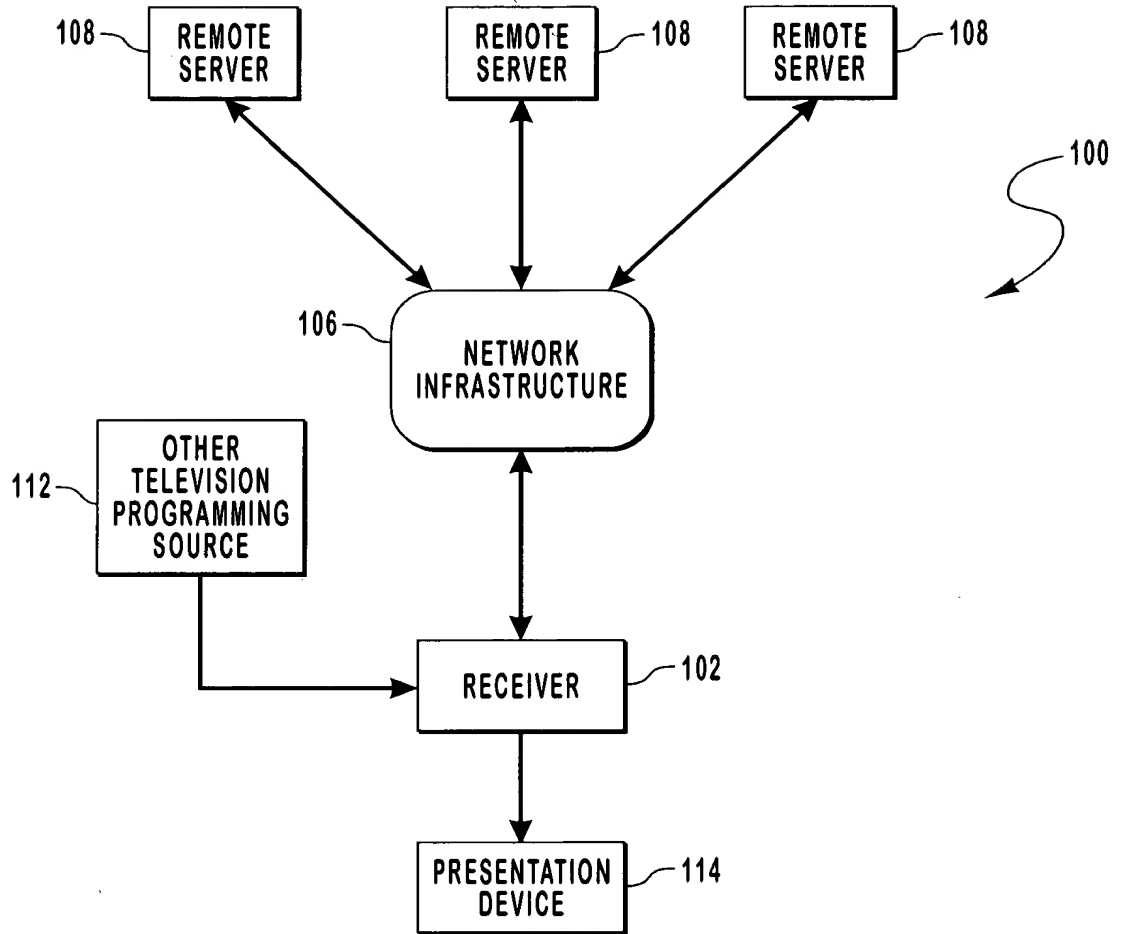 108
REMOTE
SERVER
REMOTE
SERVER
108
REMOTE
SERVER
108
100
106
NETWORK
INFRASTRUCTURE
112
OTHER
TELEVISION
PROGRAMMING
SOURCE
RECEIVER
102
PRESENTATION
DEVICE
114